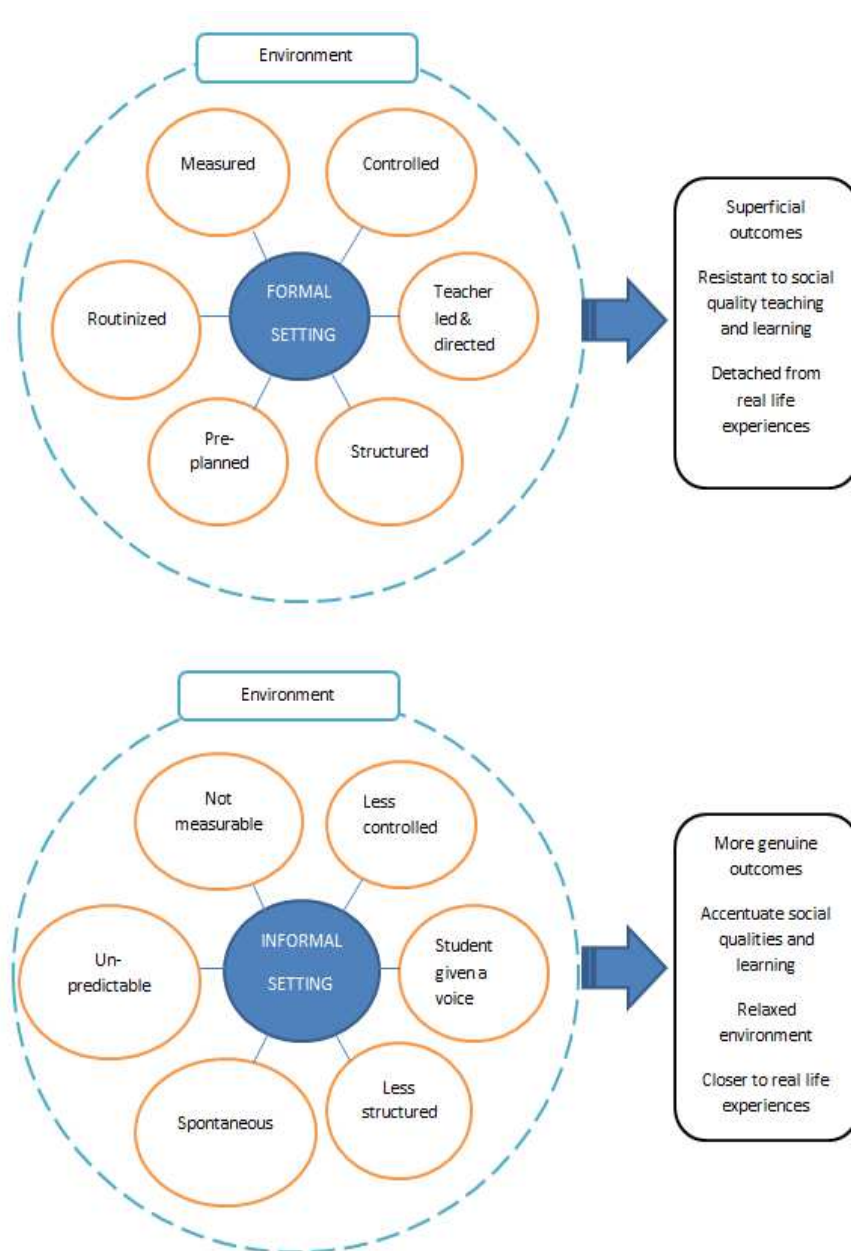 Environment
Measured
Controlled
Routinized
FORMAL
SETTING
Teacher
led &
directed
Pre-
planned
Structured
Superficial
outcomes
Resistant to social
quality teaching
and learning
Detached from
real life
experiences
Environment
Not
measurable
Less
controlled
Un-
predictable
INFORMAL
SETTING
Student
given a
voice
Spontaneous
Less
structured
More genuine
outcomes
Accentuate social
qualities and
learning
Relaxed
environment
Closer to real life
experiences